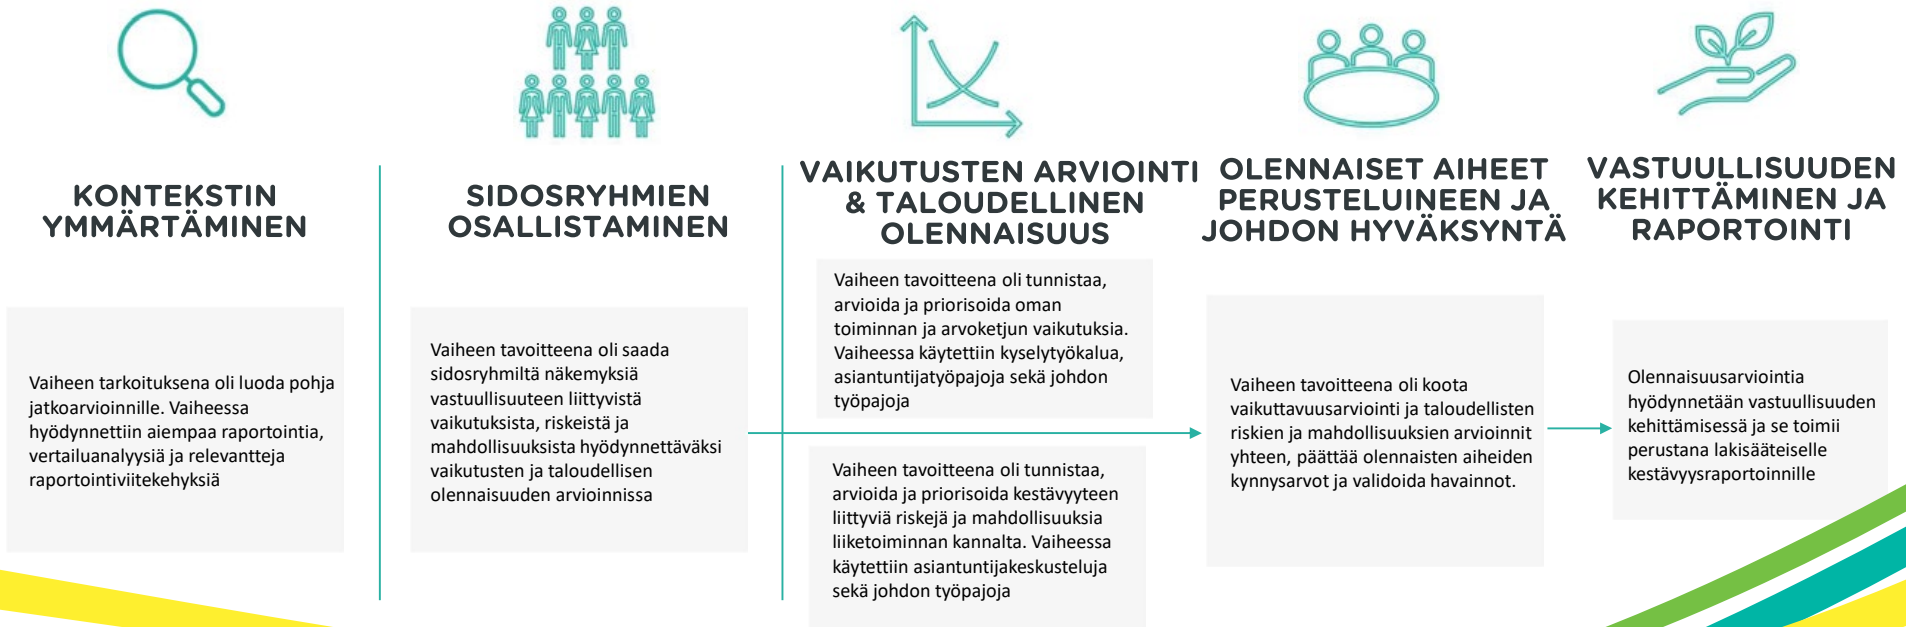 KONTEKSTIN
YMMÄRTÄMINEN
Vaiheen tarkoituksena oli luoda pohja
jatkoarvioinnille. Vaiheessa
hyödynnettiin aiempaa raportointia,
vertailuanalyysiä ja relevantteja
raportointiviitekehyksiä
SIDOSRYHMIEN
OSALLISTAMINEN
Vaiheen tavoitteena oli saada
sidosryhmiltä näkemyksiä
vastuullisuuteen liittyvistä
vaikutuksista, riskeistä ja
mahdollisuuksista hyödynnettäväksi
vaikutusten ja taloudellisen
olennaisuuden arvioinnissa
VAIKUTUSTEN ARVIOINTI
& TALOUDELLINEN
OLENNAISUUS
Vaiheen tavoitteena oli tunnistaa,
arvioida ja priorisoida oman
toiminnan ja arvoketjun vaikutuksia.
Vaiheessa käytettiin kyselytyökalua,
asiantuntijatyöpajoja sekä johdon
työpajoja
Vaiheen tavoitteena oli tunnistaa,
arvioida ja priorisoida kestävyyteen
liittyviä riskejä ja mahdollisuuksia
liiketoiminnan kannalta. Vaiheessa
käytettiin asiantuntijakeskusteluja
sekä johdon työpajoja
OLENNAISET AIHEET
PERUSTELUINEEN JA
JOHDON HYVÄKSYNTÄ
Vaiheen tavoitteena oli koota
vaikuttavuusarviointi ja taloudellisten
riskien ja mahdollisuuksien arvioinnit
yhteen, päättää olennaisten aiheiden
kynnysarvot ja validoida havainnot.
VASTUULLISUUDEN
KEHITTÄMINEN JA
RAPORTOINTI
Olennaisuusarviointia
hyödynnetään vastuullisuuden
kehittämisessä ja se toimii
perustana lakisääteiselle
kestävyysraportoinnille